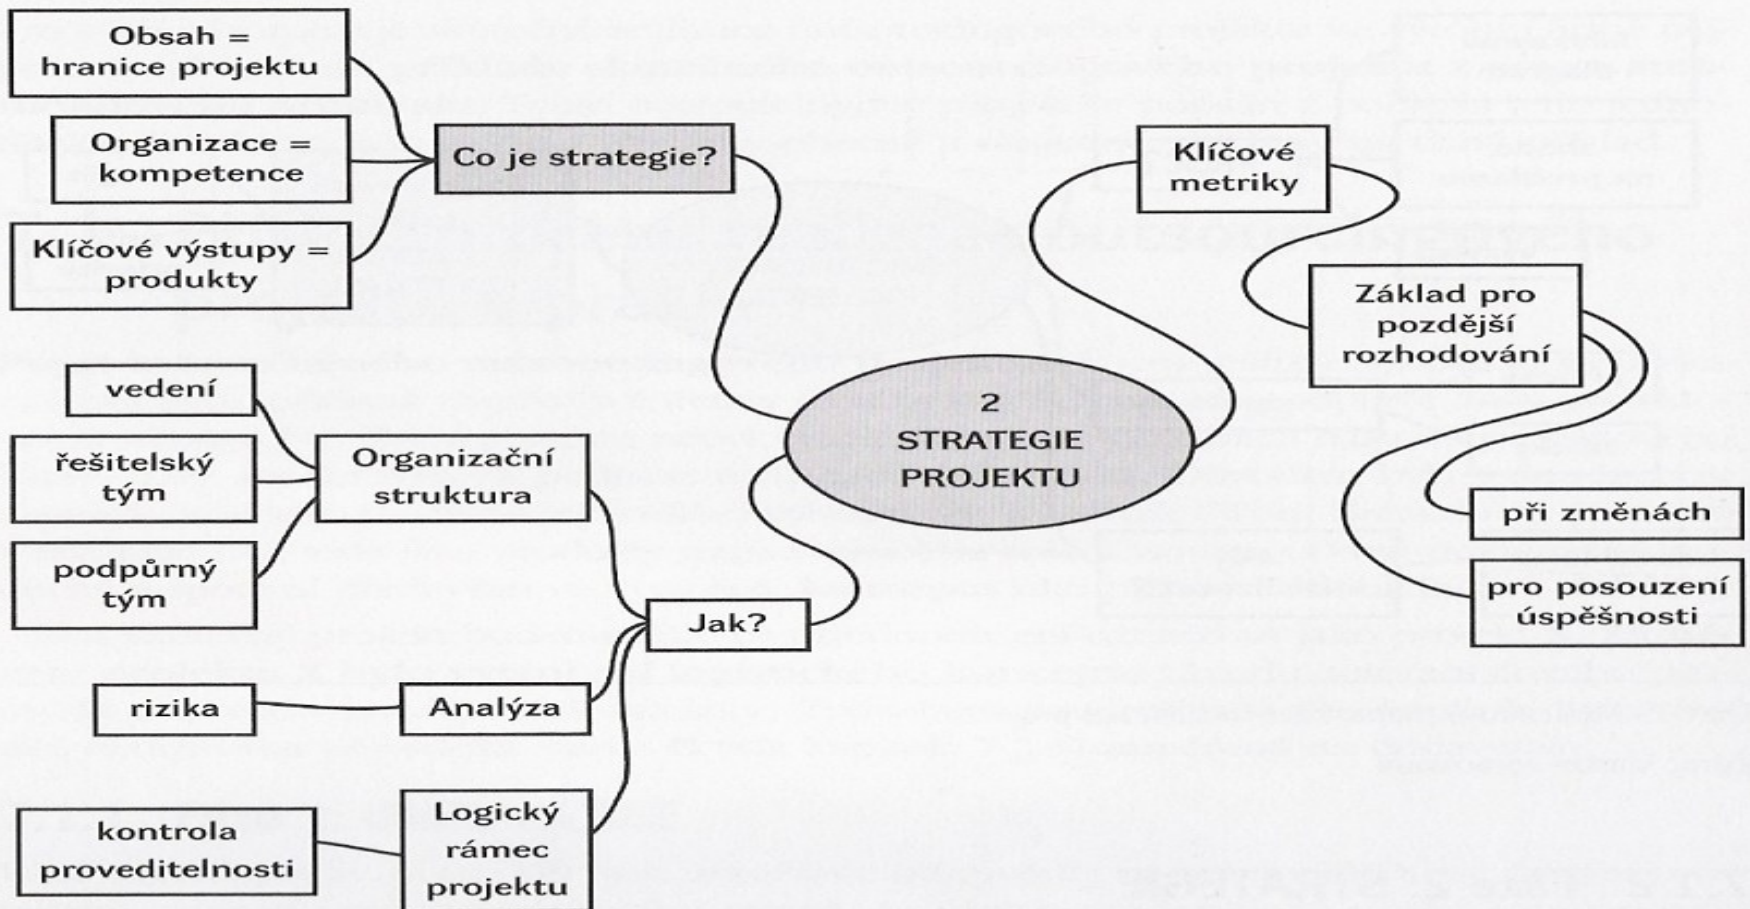 Obsah =
hranice projektu
Organizace =
kompetence
Klíčové výstupy =
produkty
Co je strategie?
vedení
řešitelský
tým
podpůrný
tým
Organizační
struktura
Jak?
rizika
Analýza
kontrola
proveditelnosti
Logický
rámec
projektu
2
STRATEGIE
PROJEKTU
Klíčové
metriky
Základ pro
pozdější
rozhodování
při změnách
pro posouzení
úspěšnosti